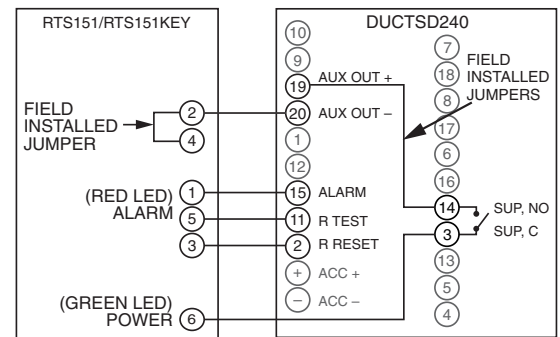 RTS151/RTS151KEY
DUCTSD240
10
9
19 AUX OUT +
20 AUX OUT –
1
12
15 ALARM
11 R TEST
2 R RESET
+ ACC +
– ACC –
7
18
8
17
6
16
14
3
13
5
4
FIELD
INSTALLED
JUMPERS
SUP, NO
SUP, C
FIELD
INSTALLED
JUMPER
2
4
(RED LED)
ALARM
1
5
3
(GREEN LED)
POWER
6